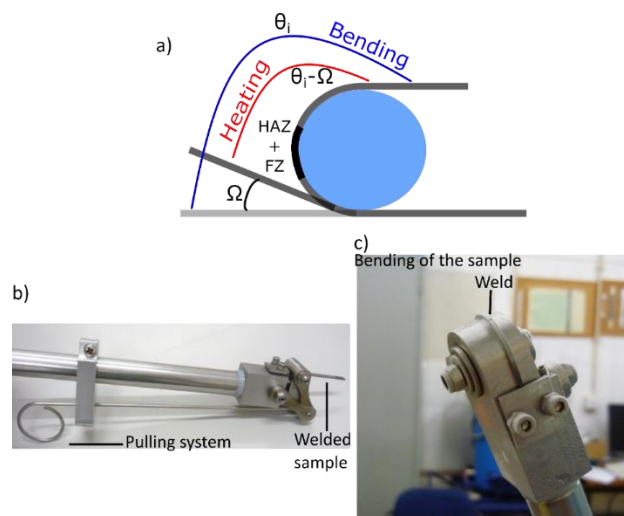 a)
θi
Bending
Heating
θi-Ω
HAZ
+
FZ
Ω
b)
Pulling system
Welded
sample
c)
Bending of the sample
Weld